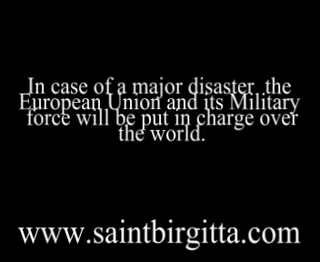 In case of a major disaster, the
European Union and its Military
force will be put in charge over
the world.
www.saintbirgitta.com